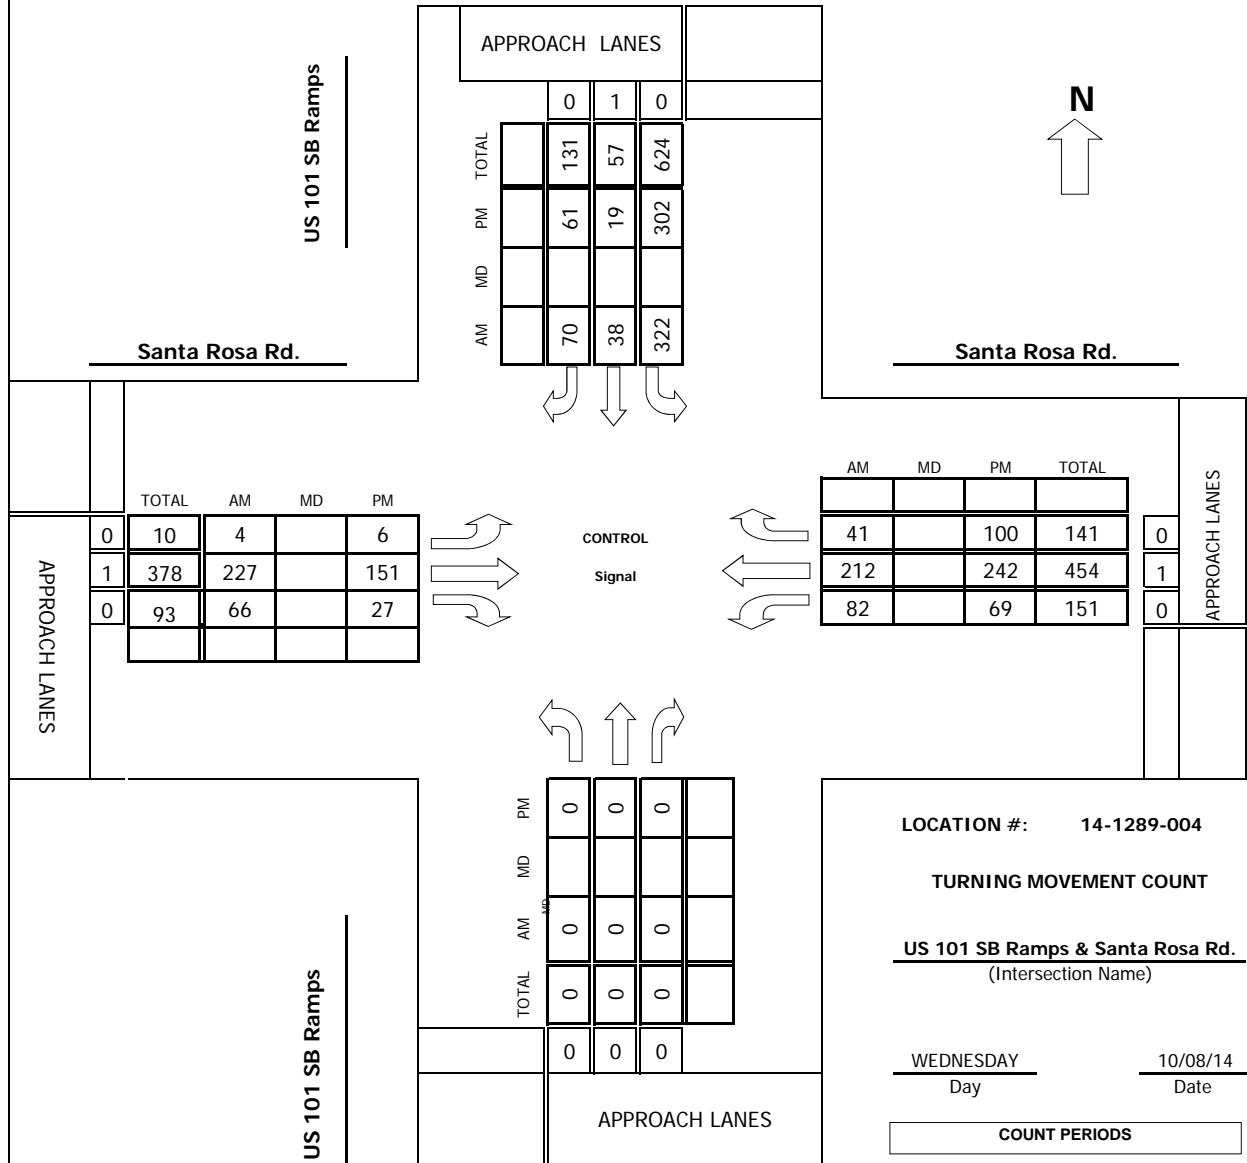 APPROACH LANES
US 101 SB Ramps
N
0 1 0
TOTAL 131 57 624
PM 61 19 302
MD
AM 70 38 322
Santa Rosa Rd.
Santa Rosa Rd.
TOTAL AM MD PM
0 10 4 6
1 378 227 151
0 93 66 27
APPROACH LANES
CONTROL
Signal
AM MD PM TOTAL
41 100 141 0
212 242 454 1
82 69 151 0
APPROACH LANES
PM 0 0 0
MD
AM 0 0 0
MD
TOTAL 0 0 0
0 0 0
APPROACH LANES
US 101 SB Ramps
LOCATION #: 14-1289-004
TURNING MOVEMENT COUNT
US 101 SB Ramps & Santa Rosa Rd.
(Intersection Name)
WEDNESDAY 10/08/14
Day Date
COUNT PERIODS